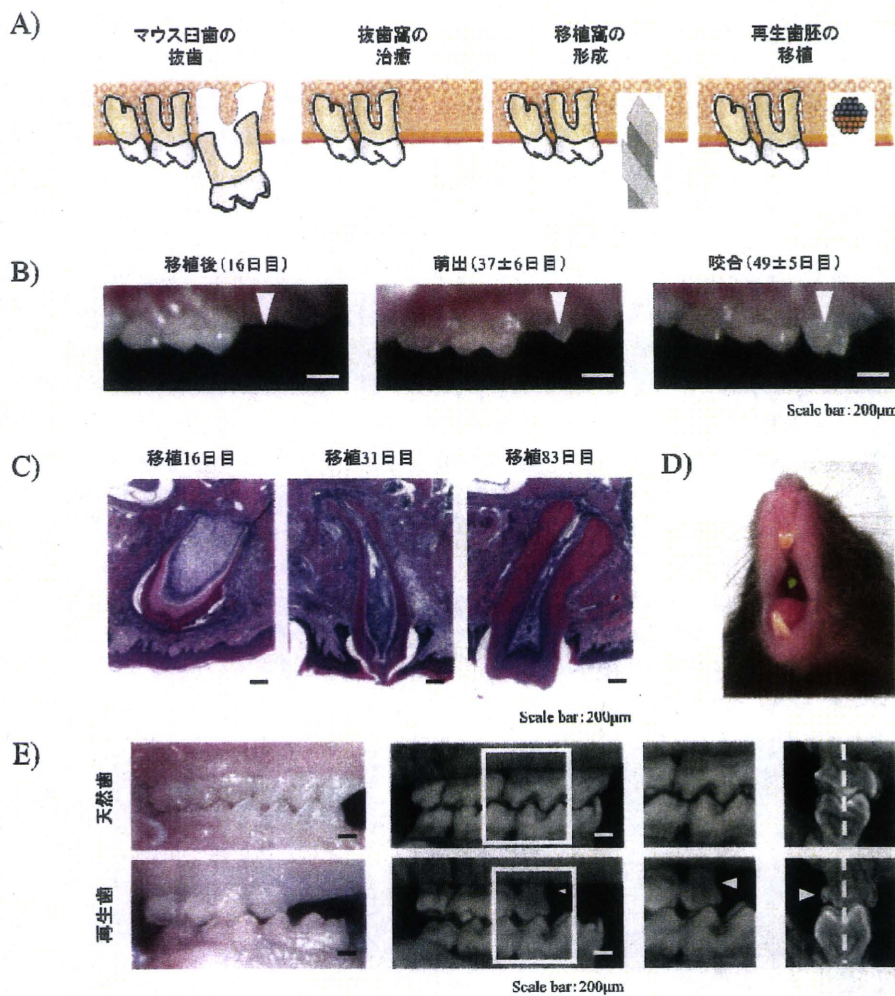 A)
マウス臼歯の
抜歯
抜歯窩の
治癒
移植窩の
形成
再生歯胚の
移植
B)
移植後(16日目)
萌出(37±6日目)
咬合(49±5日目)
Scale bar: 200μm
C)
移植16日目
移植31日目
移植83日目
D)
Scale bar: 200μm
E)
天然歯
再生歯
Scale bar: 200μm